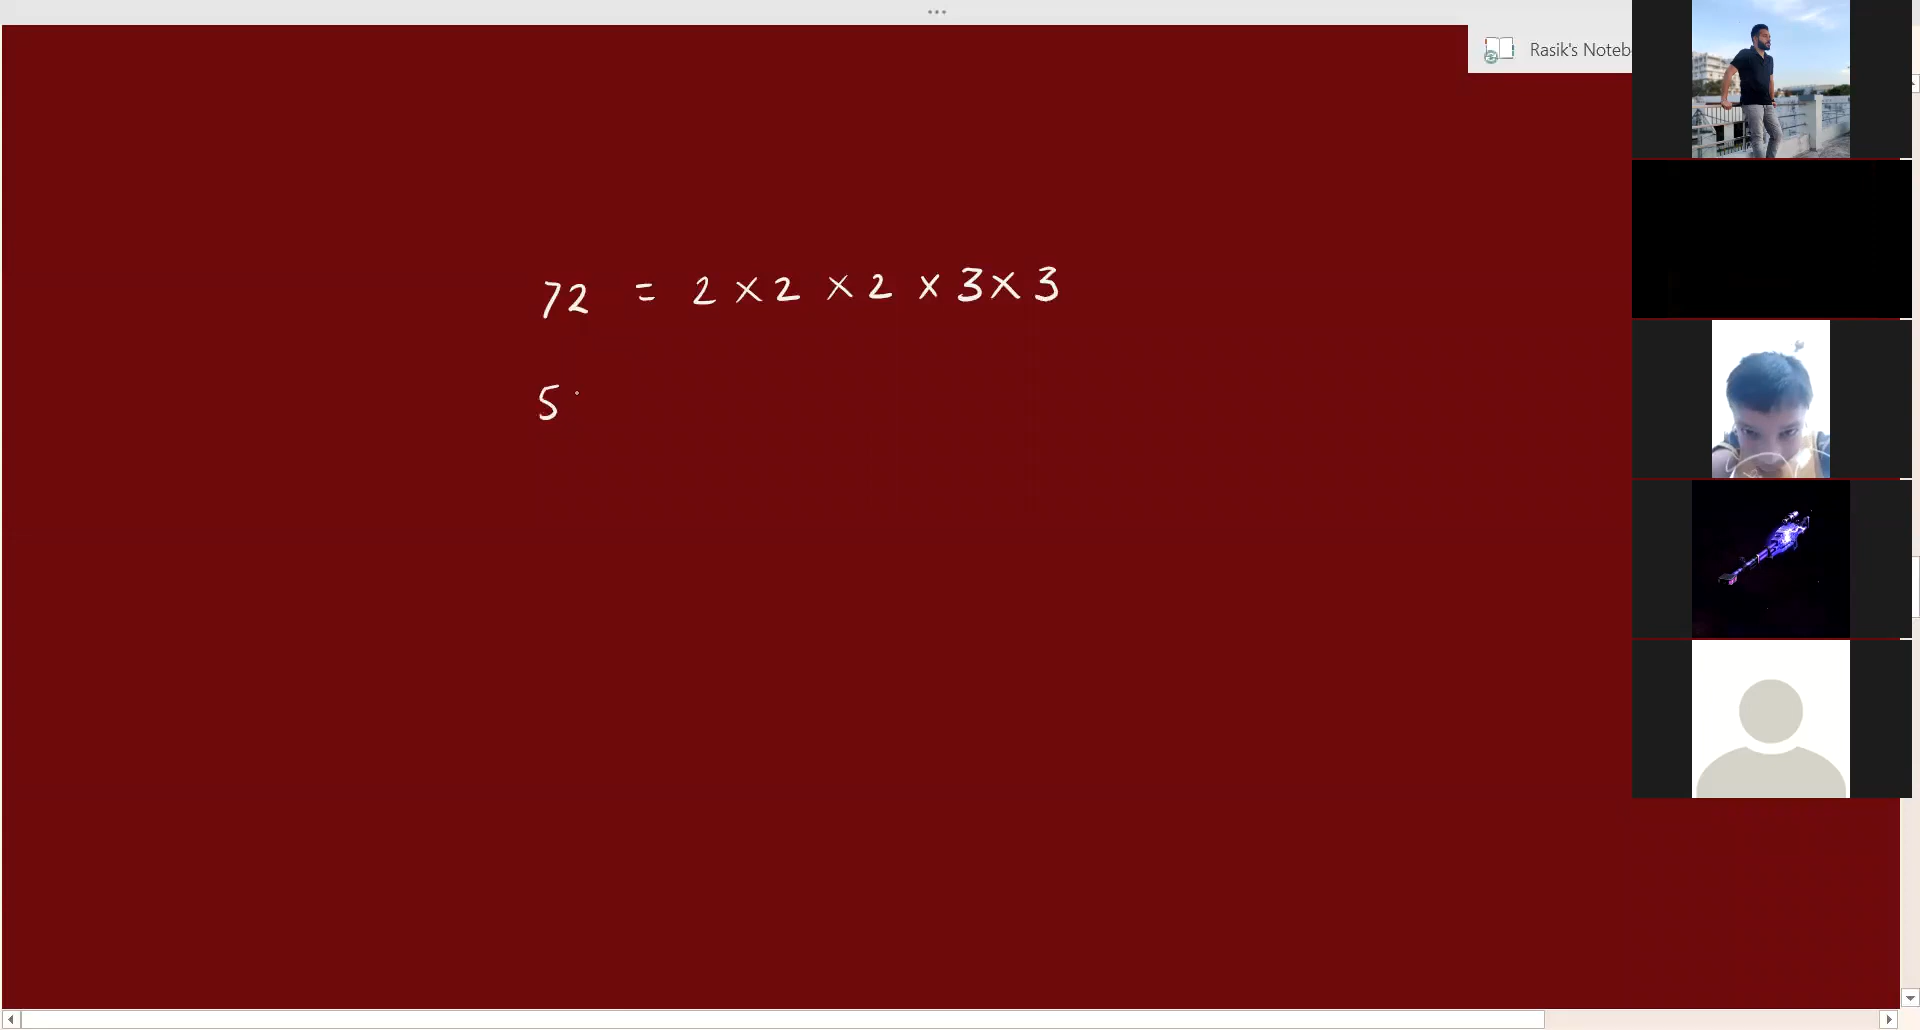 Rasik's Noteb
72 = 2 × 2 × 2 × 3 × 3
5